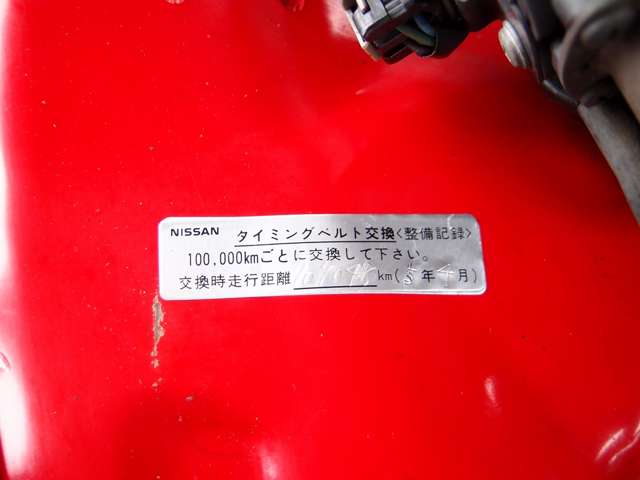 NISSAN タイミングベルト交換<整備記録>
100,000kmごとに交換して下さい。
交換時走行距離 km(5年4月)